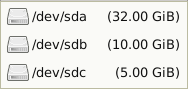 /dev/sda (32.00 GiB)
/dev/sdb (10.00 GiB)
/dev/sdc (5.00 GiB)